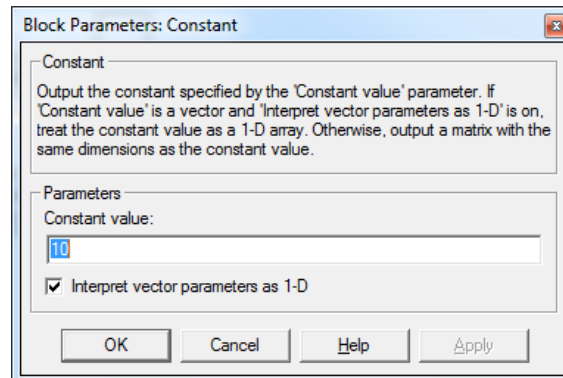 Block Parameters: Constant
Constant
Output the constant specified by the 'Constant value' parameter. If
'Constant value' is a vector and 'Interpret vector parameters as 1-D' is on,
treat the constant value as a 1-D array. Otherwise, output a matrix with the
same dimensions as the constant value.
Parameters
Constant value:
10
Interpret vector parameters as 1-D
OK Cancel Help Apply